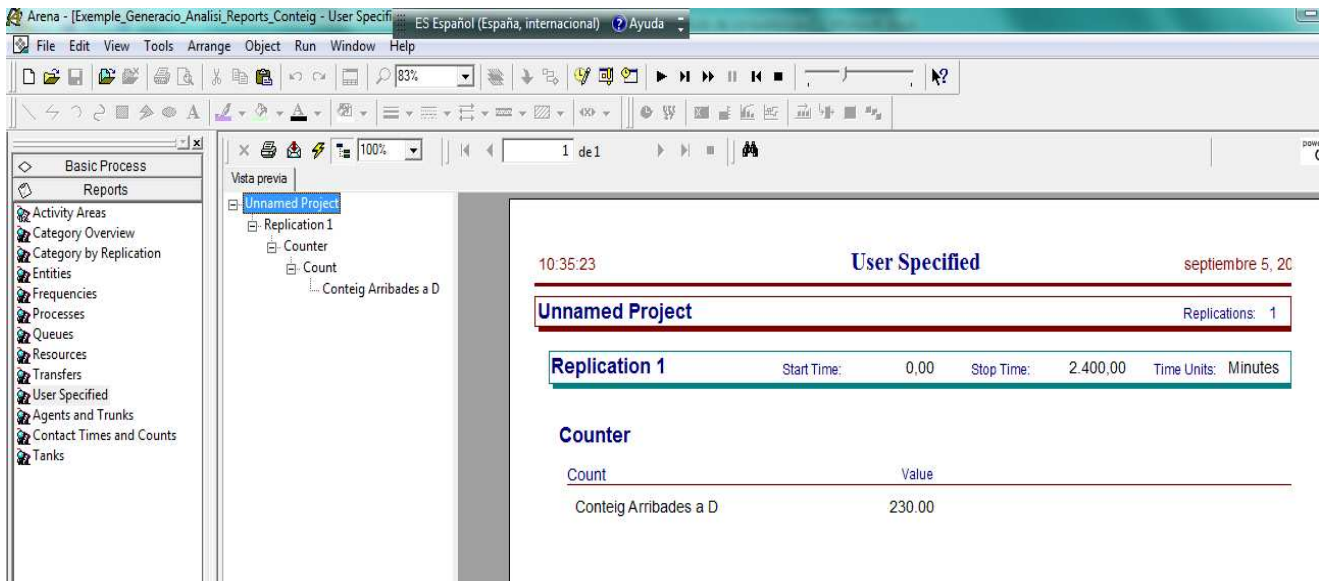 Arena - [Exemple_Generacio_Analisi_Reports_Conteig - User Specifi
ES Español (España, internacional) ? Ayuda
File Edit View Tools Arrange Object Run Window Help
83%
100% 1 de 1
Basic Process
Reports
Activity Areas
Category Overview
Category by Replication
Entities
Frequencies
Processes
Queues
Resources
Transfers
User Specified
Agents and Trunks
Contact Times and Counts
Tanks
Vista previa
Unnamed Project
Replication 1
Counter
Count
Conteig Arribades a D
10:35:23 User Specified septiembre 5, 20
Unnamed Project Replications: 1
Replication 1 Start Time: 0,00 Stop Time: 2.400,00 Time Units: Minutes
Counter
Count Value
Conteig Arribades a D 230.00